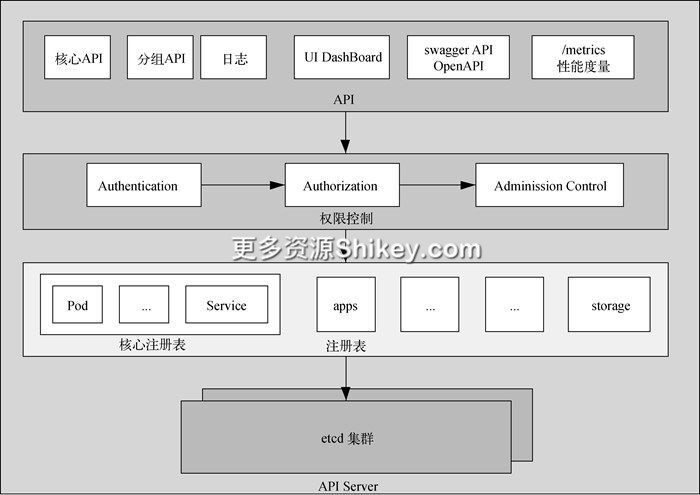 核心API
分组API
日志
UI DashBoard
swagger API
OpenAPI
/metrics
性能度量
API
Authentication
Authorization
Adminission Control
权限控制
更多资源Shikey.com
Pod
...
Service
核心注册表
apps
...
...
storage
注册表
etcd 集群
API Server